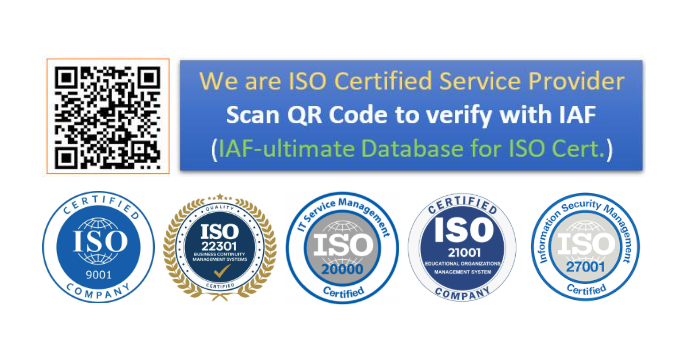 We are ISO Certified Service Provider
Scan QR Code to verify with IAF
(IAF-ultimate Database for ISO Cert.)
CERTIFIED
ISO
9001
COMPANY
QUALITY
ISO
22301
BUSINESS CONTINUITY
MANAGEMENT SYSTEMS
CERTIFIED
IT Service Management
ISO
20000
Certified
CERTIFIED
ISO
21001
EDUCATIONAL ORGANIZATIONS
MANAGEMENT SYSTEM
COMPANY
Information Security Management
ISO
27001
Certified